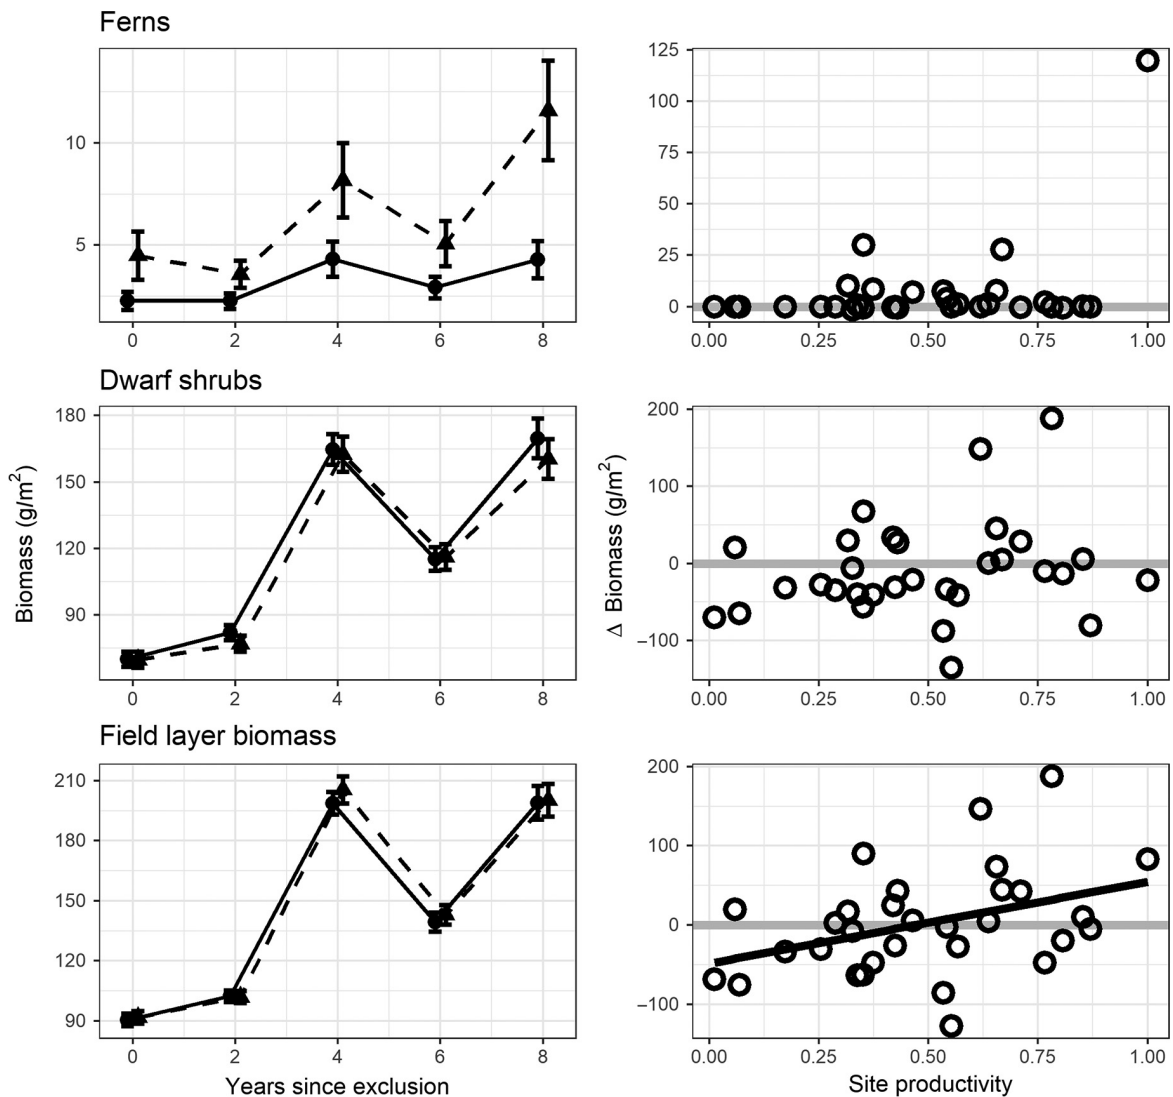 Ferns
10
5
0 2 4 6 8
125
100
75
50
25
0
0.00 0.25 0.50 0.75 1.00
Dwarf shrubs
180
150
120
90
0 2 4 6 8
Biomass (g/m²)
200
100
0
−100
0.00 0.25 0.50 0.75 1.00
Δ Biomass (g/m²)
Field layer biomass
210
180
150
120
90
0 2 4 6 8
Years since exclusion
200
100
0
−100
0.00 0.25 0.50 0.75 1.00
Site productivity